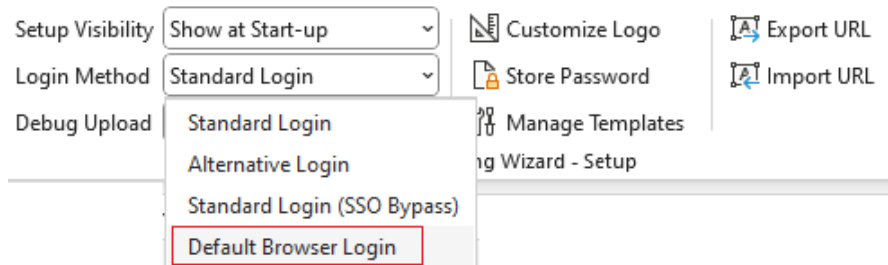 Setup Visibility Show at Start-up Customize Logo Export URL
Login Method Standard Login Store Password Import URL
Debug Upload Standard Login Manage Templates
Alternative Login ng Wizard - Setup
Standard Login (SSO Bypass)
Default Browser Login